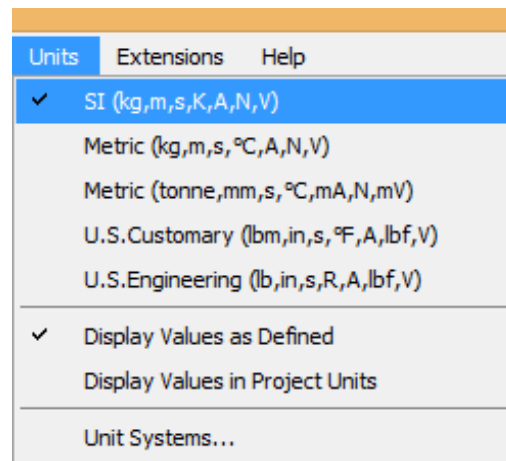 Units Extensions Help
SI (kg,m,s,K,A,N,V)
Metric (kg,m,s,°C,A,N,V)
Metric (tonne,mm,s,°C,mA,N,mV)
U.S.Customary (lbm,in,s,°F,A,lbf,V)
U.S.Engineering (lb,in,s,R,A,lbf,V)
Display Values as Defined
Display Values in Project Units
Unit Systems...